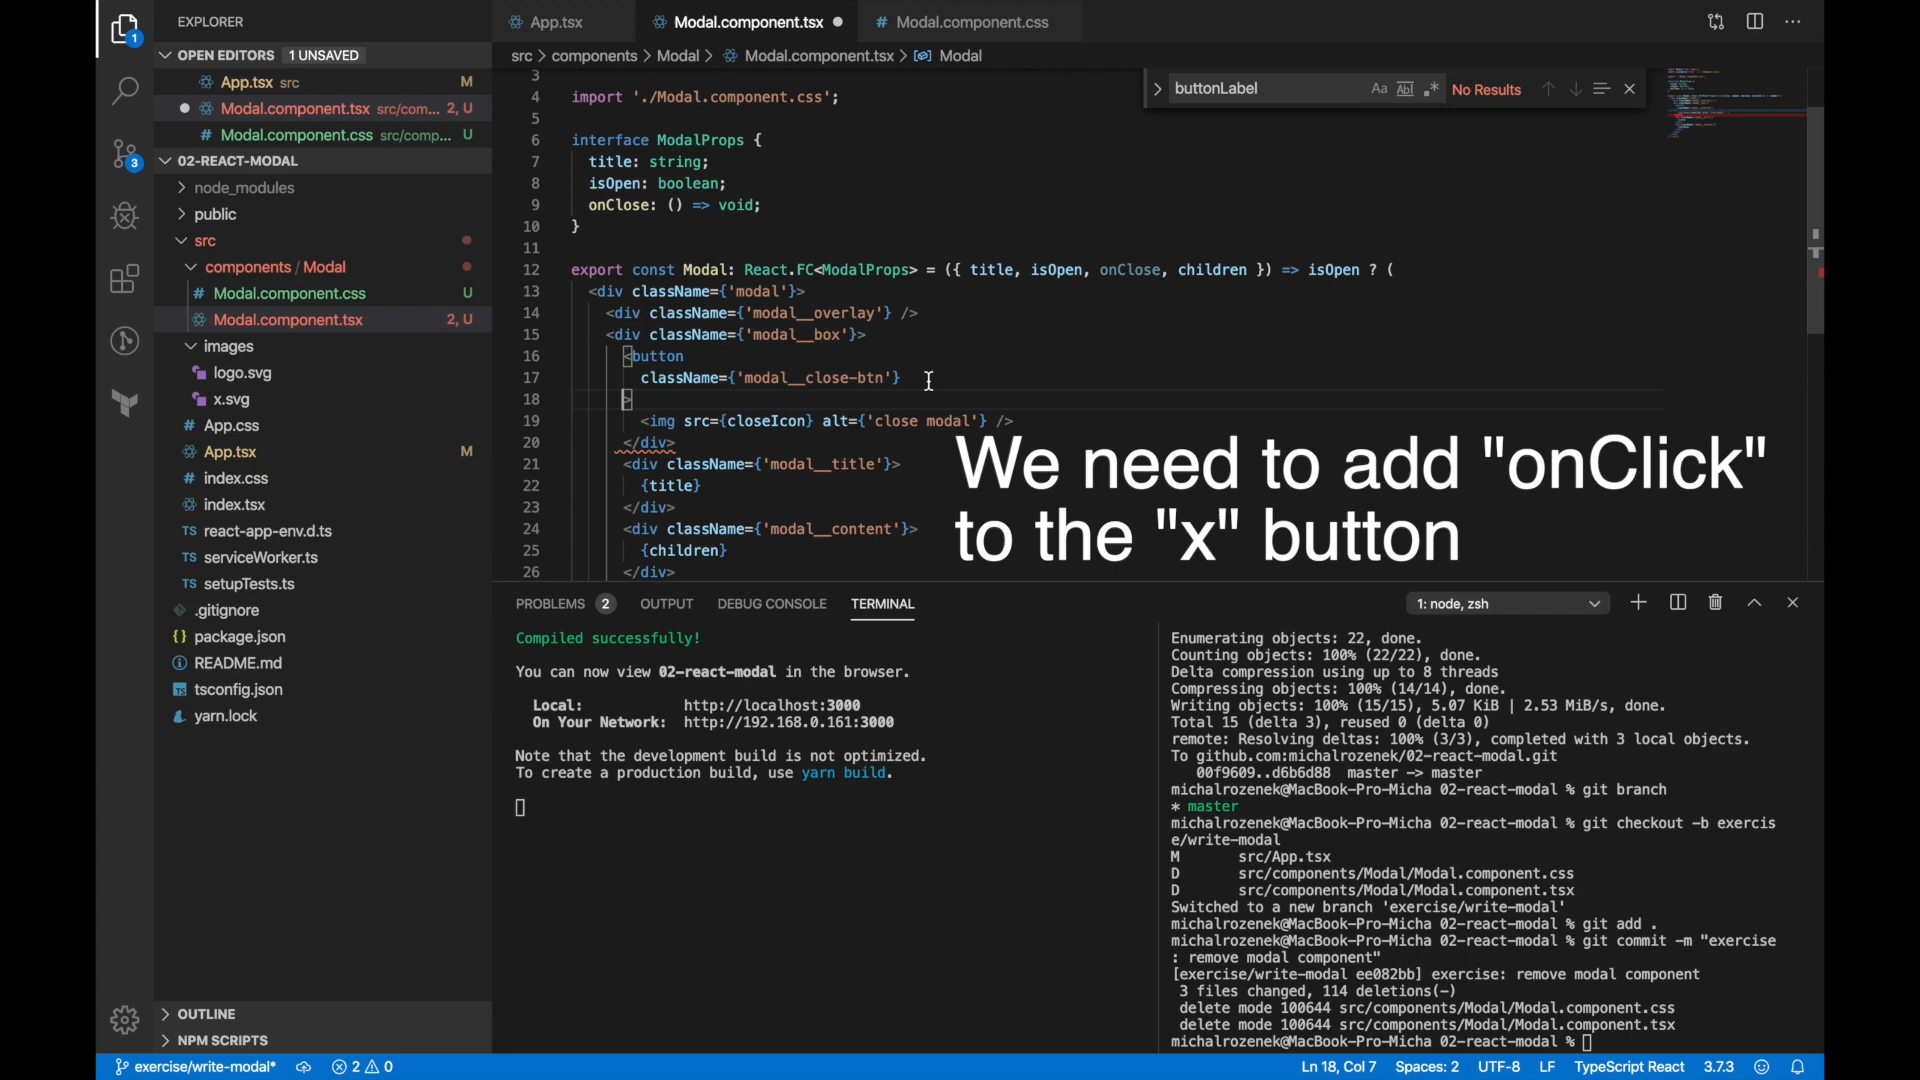 EXPLORER
OPEN EDITORS 1 UNSAVED
App.tsx src M
Modal.component.tsx src/com... 2, U
# Modal.component.css src/comp... U
02-REACT-MODAL
node_modules
public
src
components / Modal
# Modal.component.css U
Modal.component.tsx 2, U
images
logo.svg
x.svg
# App.css
App.tsx M
# index.css
index.tsx
TS react-app-env.d.ts
TS serviceWorker.ts
TS setupTests.ts
.gitignore
{} package.json
README.md
tsconfig.json
yarn.lock
OUTLINE
NPM SCRIPTS
1
3
App.tsx
Modal.component.tsx
# Modal.component.css
src > components > Modal > Modal.component.tsx > Modal
buttonLabel Aa Abl .* No Results
3
4 import './Modal.component.css';
5
6 interface ModalProps {
7 title: string;
8 isOpen: boolean;
9 onClose: () => void;
10 }
11
12 export const Modal: React.FC<ModalProps> = ({ title, isOpen, onClose, children }) => isOpen ? (
13 <div className={'modal'}>
14 <div className={'modal__overlay'} />
15 <div className={'modal__box'}>
16 <button
17 className={'modal__close-btn'}
18 >
19 <img src={closeIcon} alt={'close modal'} />
20 </div>
21 <div className={'modal__title'}>
22 {title}
23 </div>
24 <div className={'modal__content'}>
25 {children}
26 </div>
We need to add "onClick"
to the "x" button
PROBLEMS 2 OUTPUT DEBUG CONSOLE TERMINAL
1: node, zsh
Compiled successfully!
You can now view 02-react-modal in the browser.
Local: http://localhost:3000
On Your Network: http://192.168.0.161:3000
Note that the development build is not optimized.
To create a production build, use yarn build.
Enumerating objects: 22, done.
Counting objects: 100% (22/22), done.
Delta compression using up to 8 threads
Compressing objects: 100% (14/14), done.
Writing objects: 100% (15/15), 5.07 KiB | 2.53 MiB/s, done.
Total 15 (delta 3), reused 0 (delta 0)
remote: Resolving deltas: 100% (3/3), completed with 3 local objects.
To github.com:michalrozenek/02-react-modal.git
00f9609..d6b6d88 master -> master
michalrozenek@MacBook-Pro-Micha 02-react-modal % git branch
* master
michalrozenek@MacBook-Pro-Micha 02-react-modal % git checkout -b exercis
e/write-modal
M src/App.tsx
D src/components/Modal/Modal.component.css
D src/components/Modal/Modal.component.tsx
Switched to a new branch 'exercise/write-modal'
michalrozenek@MacBook-Pro-Micha 02-react-modal % git add .
michalrozenek@MacBook-Pro-Micha 02-react-modal % git commit -m "exercise
: remove modal component"
[exercise/write-modal ee082bb] exercise: remove modal component
3 files changed, 114 deletions(-)
delete mode 100644 src/components/Modal/Modal.component.css
delete mode 100644 src/components/Modal/Modal.component.tsx
michalrozenek@MacBook-Pro-Micha 02-react-modal %
exercise/write-modal* 2 0 Ln 18, Col 7 Spaces: 2 UTF-8 LF TypeScript React 3.7.3